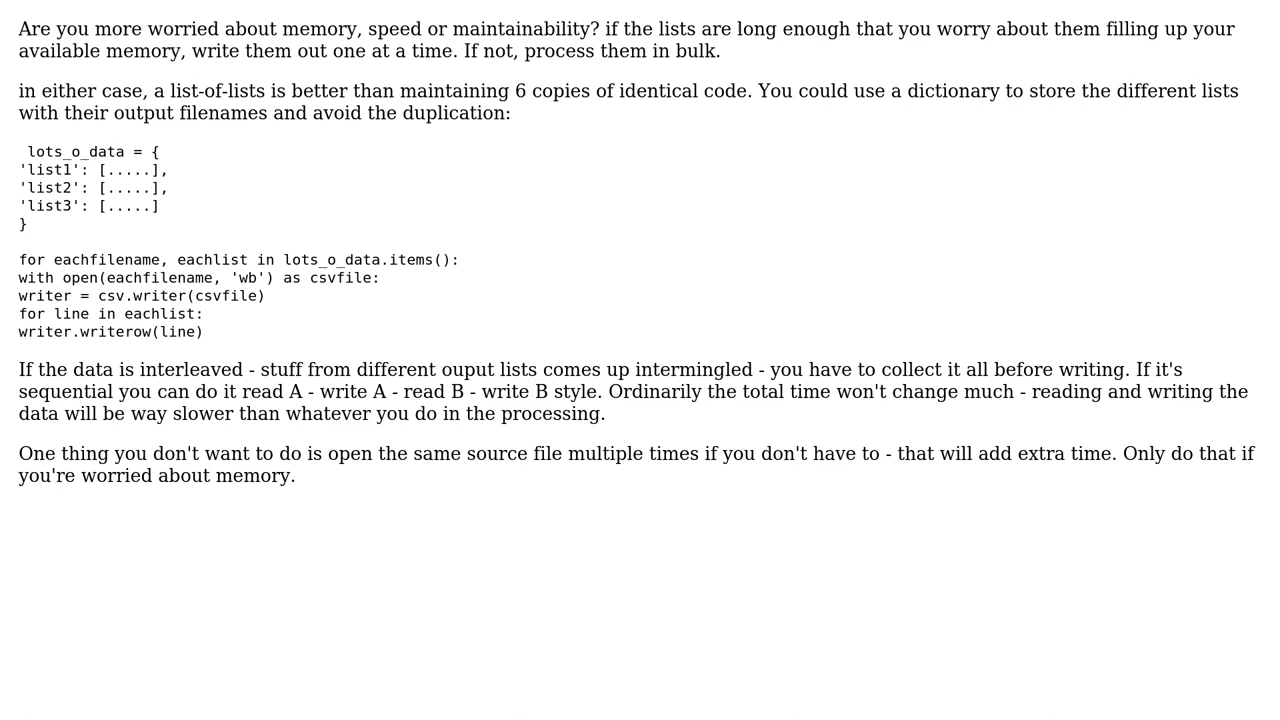 Are you more worried about memory, speed or maintainability? if the lists are long enough that you worry about them filling up your
available memory, write them out one at a time. If not, process them in bulk.
in either case, a list-of-lists is better than maintaining 6 copies of identical code. You could use a dictionary to store the different lists
with their output filenames and avoid the duplication:
lots_o_data = {
'list1': [.....],
'list2': [.....],
'list3': [.....]
}
for eachfilename, eachlist in lots_o_data.items():
with open(eachfilename, 'wb') as csvfile:
writer = csv.writer(csvfile)
for line in eachlist:
writer.writerow(line)
If the data is interleaved - stuff from different ouput lists comes up intermingled - you have to collect it all before writing. If it's
sequential you can do it read A - write A - read B - write B style. Ordinarily the total time won't change much - reading and writing the
data will be way slower than whatever you do in the processing.
One thing you don't want to do is open the same source file multiple times if you don't have to - that will add extra time. Only do that if
you're worried about memory.